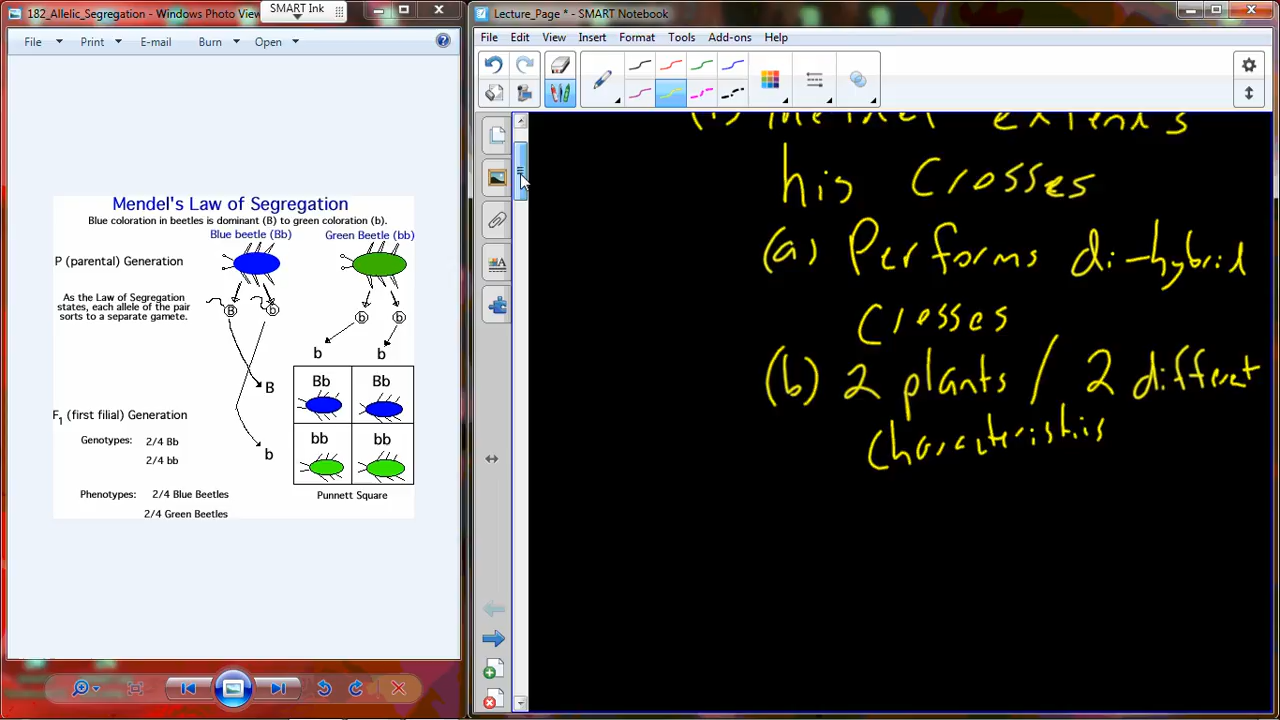 182_Allelic_Segregation - Windows Photo View
SMART Ink
File Print E-mail Burn Open
Mendel's Law of Segregation
Blue coloration in beetles is dominant (B) to green coloration (b).
Blue beetle (Bb) Green Beetle (bb)
P (parental) Generation
As the Law of Segregation
states, each allele of the pair
sorts to a separate gamete.
B b b b
b b
Bb Bb
B
F1 (first filial) Generation
Genotypes: 2/4 Bb
bb bb
b
2/4 bb
Phenotypes: 2/4 Blue Beetles
Punnett Square
2/4 Green Beetles
Lecture_Page * - SMART Notebook
File Edit View Insert Format Tools Add-ons Help
extends
his crosses
(a) Performs di-hybrid
crosses
(b) 2 plants / 2 different
characteristics